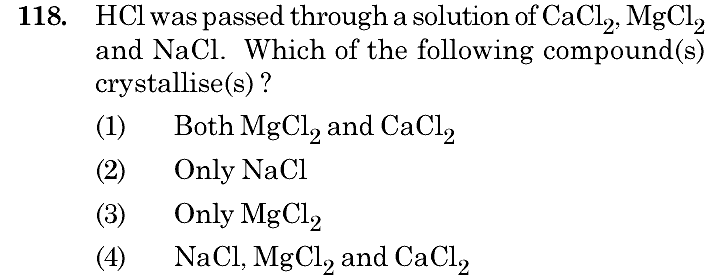 118. HCl was passed through a solution of CaCl₂, MgCl₂
and NaCl. Which of the following compound(s)
crystallise(s) ?
(1) Both MgCl₂ and CaCl₂
(2) Only NaCl
(3) Only MgCl₂
(4) NaCl, MgCl₂ and CaCl₂